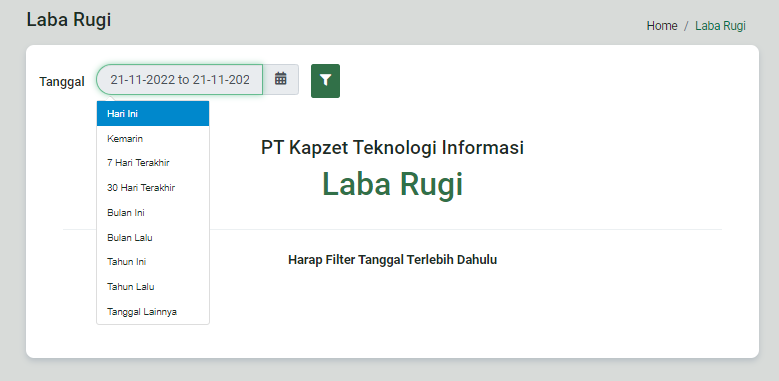 Laba Rugi
Home / Laba Rugi
Tanggal 21-11-2022 to 21-11-202
Hari Ini
Kemarin
7 Hari Terakhir
30 Hari Terakhir
Bulan Ini
Bulan Lalu
Tahun Ini
Tahun Lalu
Tanggal Lainnya
PT Kapzet Teknologi Informasi
Laba Rugi
Harap Filter Tanggal Terlebih Dahulu